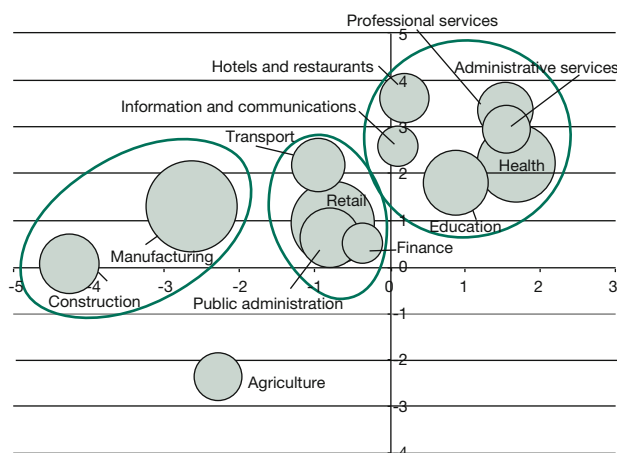 Professional services
5
Hotels and restaurants
4
Administrative services
Information and communications
3
Transport
2
Health
Retail
1
Education
Manufacturing
Finance
-5 -4 -3 -2 -1 0 0 1 2 3
Construction
Public administration
-1
-2
Agriculture
-3
-4